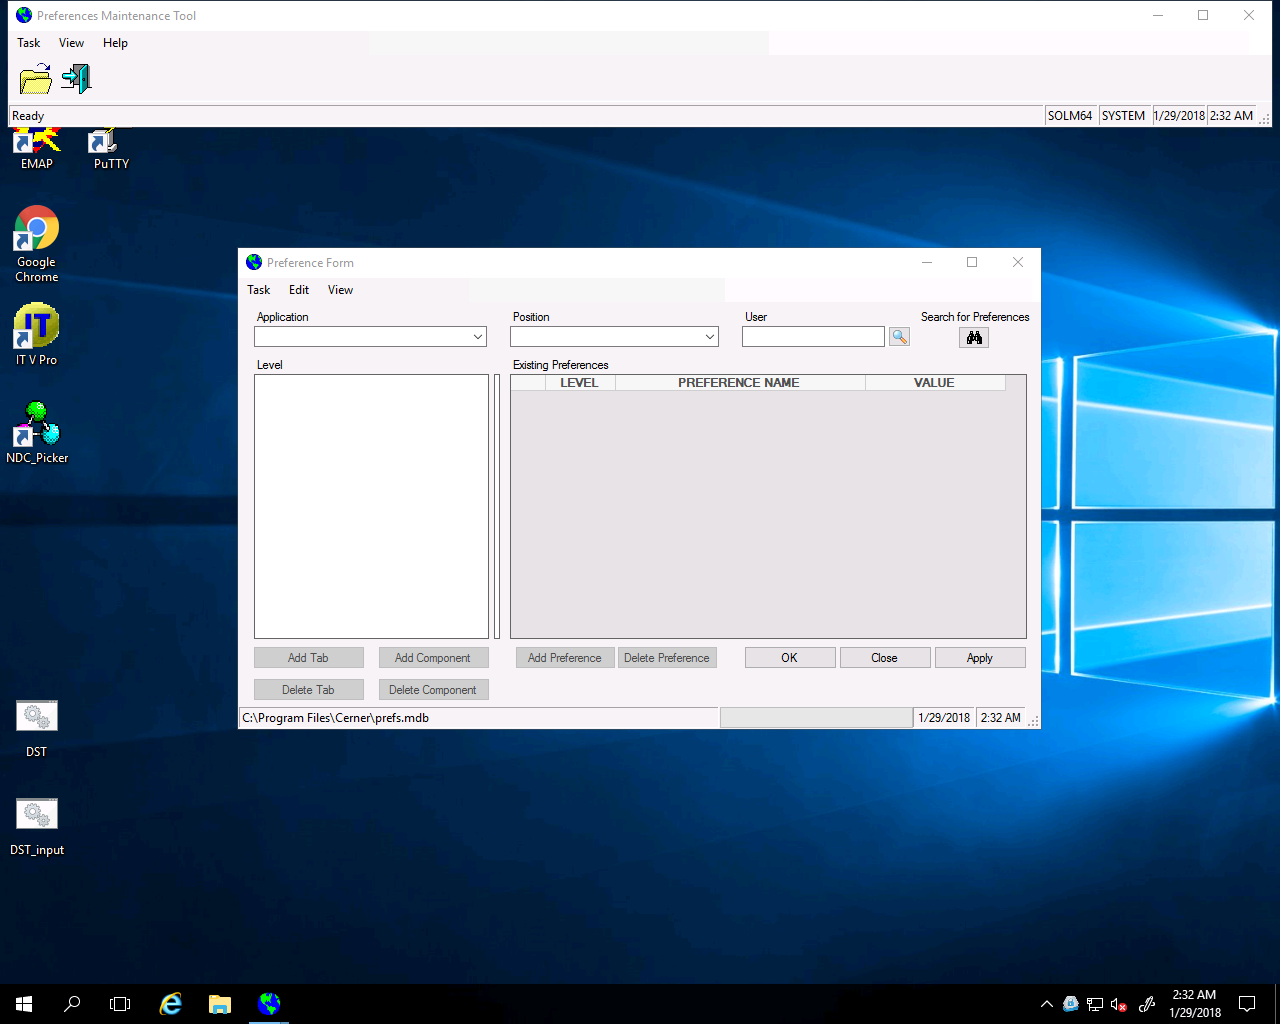 Preferences Maintenance Tool
Task View Help
Ready SOLM64 SYSTEM 1/29/2018 2:32 AM
EMAP PuTTY
Google
Chrome
IT V Pro
NDC_Picker
DST
DST_input
Preference Form
Task Edit View
Application Position User Search for Preferences
Level Existing Preferences
LEVEL PREFERENCE NAME VALUE
Add Tab Add Component Add Preference Delete Preference OK Close Apply
Delete Tab Delete Component
C:\Program Files\Cerner\prefs.mdb 1/29/2018 2:32 AM
2:32 AM
1/29/2018